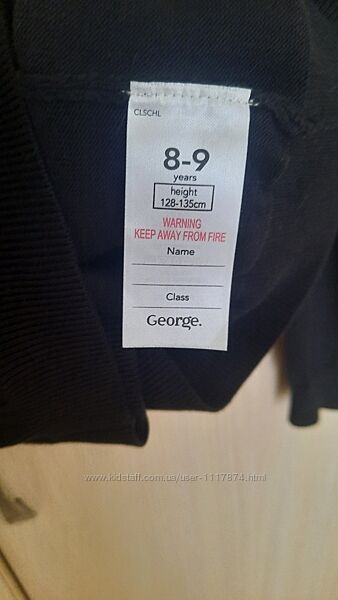 CLSCHL
8-9
years
height
128-135cm
WARNING
KEEP AWAY FROM FIRE
Name
Class
George.
www.kidstaff.com.ua/user-1117874.html